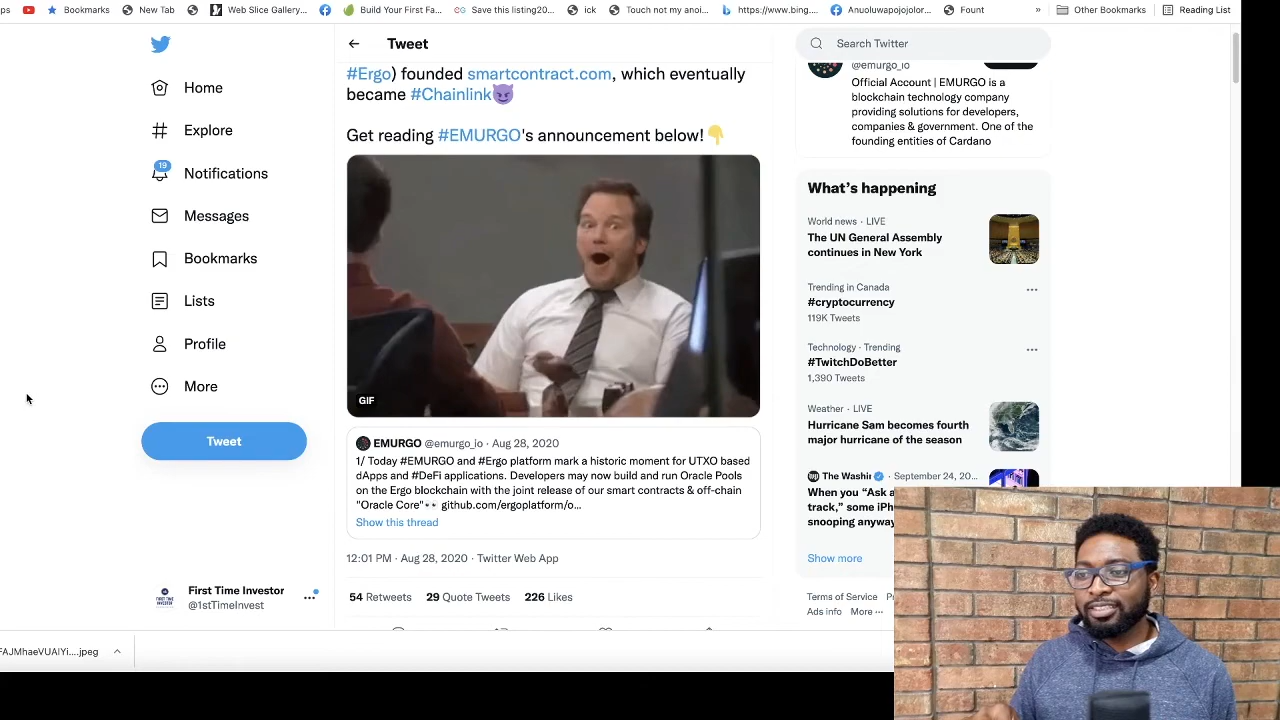 ps
Bookmarks
New Tab
Web Slice Gallery...
Build Your First Fa...
CG Save this listing20...
ick
Touch not my anoi...
https://www.bing....
Anuoluwapojojolor...
Fount
»
Other Bookmarks
Reading List
Tweet
Search Twitter
Home
Explore
19
Notifications
Messages
Bookmarks
Lists
Profile
More
Tweet
First Time Investor
@1stTimeInvest
#Ergo) founded smartcontract.com, which eventually
became #Chainlink😈
Get reading #EMURGO's announcement below!👇
GIF
EMURGO @emurgo_io · Aug 28, 2020
1/ Today #EMURGO and #Ergo platform mark a historic moment for UTXO based
dApps and #DeFi applications. Developers may now build and run Oracle Pools
on the Ergo blockchain with the joint release of our smart contracts & off-chain
"Oracle Core"👀 github.com/ergoplatform/o...
Show this thread
12:01 PM · Aug 28, 2020 · Twitter Web App
54 Retweets 29 Quote Tweets 226 Likes
@emurgo_io
Official Account | EMURGO is a
blockchain technology company
providing solutions for developers,
companies & government. One of the
founding entities of Cardano
What's happening
World news · LIVE
The UN General Assembly
continues in New York
Trending in Canada
#cryptocurrency
119K Tweets
Technology · Trending
#TwitchDoBetter
1,390 Tweets
Weather · LIVE
Hurricane Sam becomes fourth
major hurricane of the season
The Washin September 24, 20...
When you "Ask a
track," some iPh
snooping anyway
Show more
Terms of Service
Ads info More ...
FAJMhaeVUAIYi....jpeg